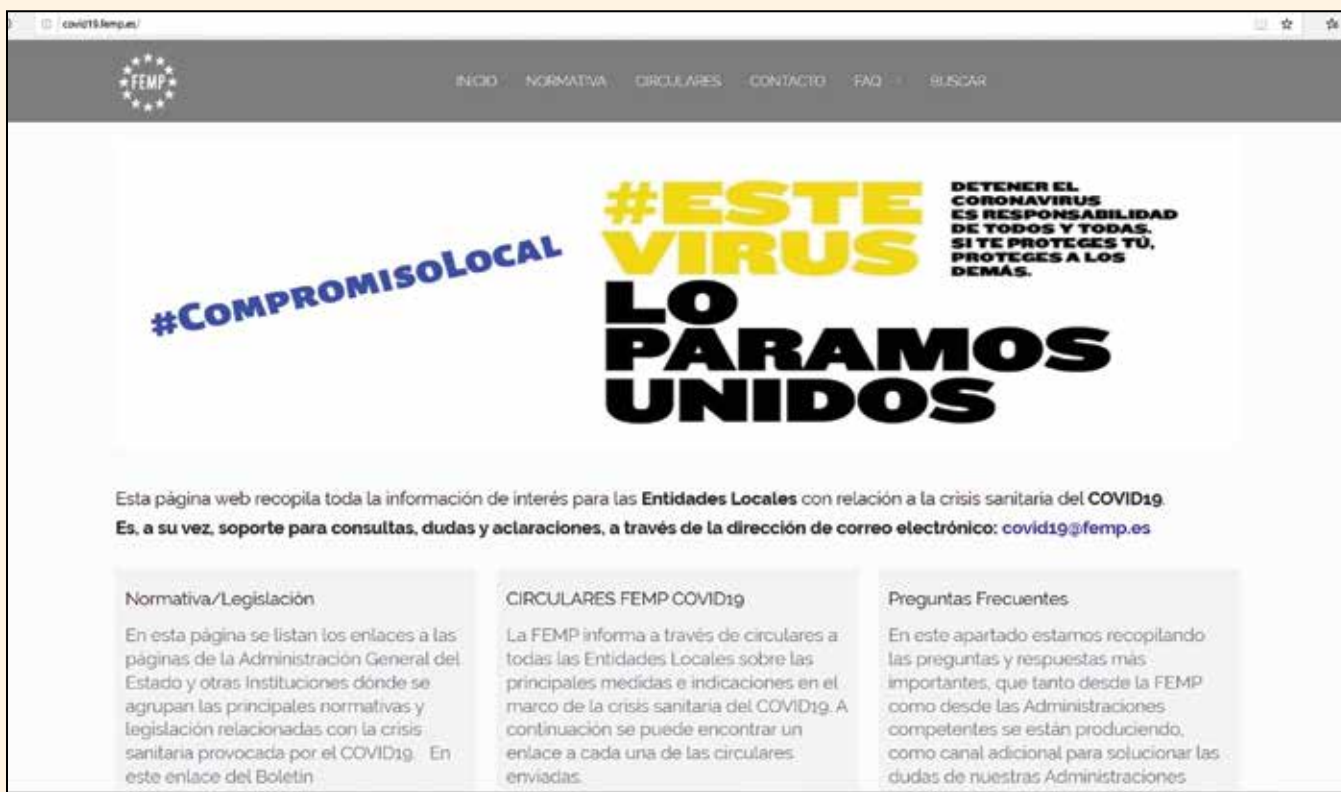 covid19.femp.es/
FEMP
INICIO NORMATIVA CIRCULARES CONTACTO FAQ BUSCAR
#COMPROMISOLOCAL
#ESTE
VIRUS
LO
PARAMOS
UNIDOS
DETENER EL
CORONAVIRUS
ES RESPONSABILIDAD
DE TODOS Y TODAS.
SI TE PROTEGES TÚ,
PROTEGES A LOS
DEMÁS.
Esta página web recopila toda la información de interés para las Entidades Locales con relación a la crisis sanitaria del COVID19.
Es, a su vez, soporte para consultas, dudas y aclaraciones, a través de la dirección de correo electrónico: covid19@femp.es
Normativa/Legislación
En esta página se listan los enlaces a las
páginas de la Administración General del
Estado y otras Instituciones dónde se
agrupan las principales normativas y
legislación relacionadas con la crisis
sanitaria provocada por el COVID19. En
este enlace del Boletín
CIRCULARES FEMP COVID19
La FEMP informa a través de circulares a
todas las Entidades Locales sobre las
principales medidas e indicaciones en el
marco de la crisis sanitaria del COVID19. A
continuación se puede encontrar un
enlace a cada una de las circulares
enviadas.
Preguntas Frecuentes
En este apartado estamos recopilando
las preguntas y respuestas más
importantes, que tanto desde la FEMP
como desde las Administraciones
competentes se están produciendo,
como canal adicional para solucionar las
dudas de nuestras Administraciones